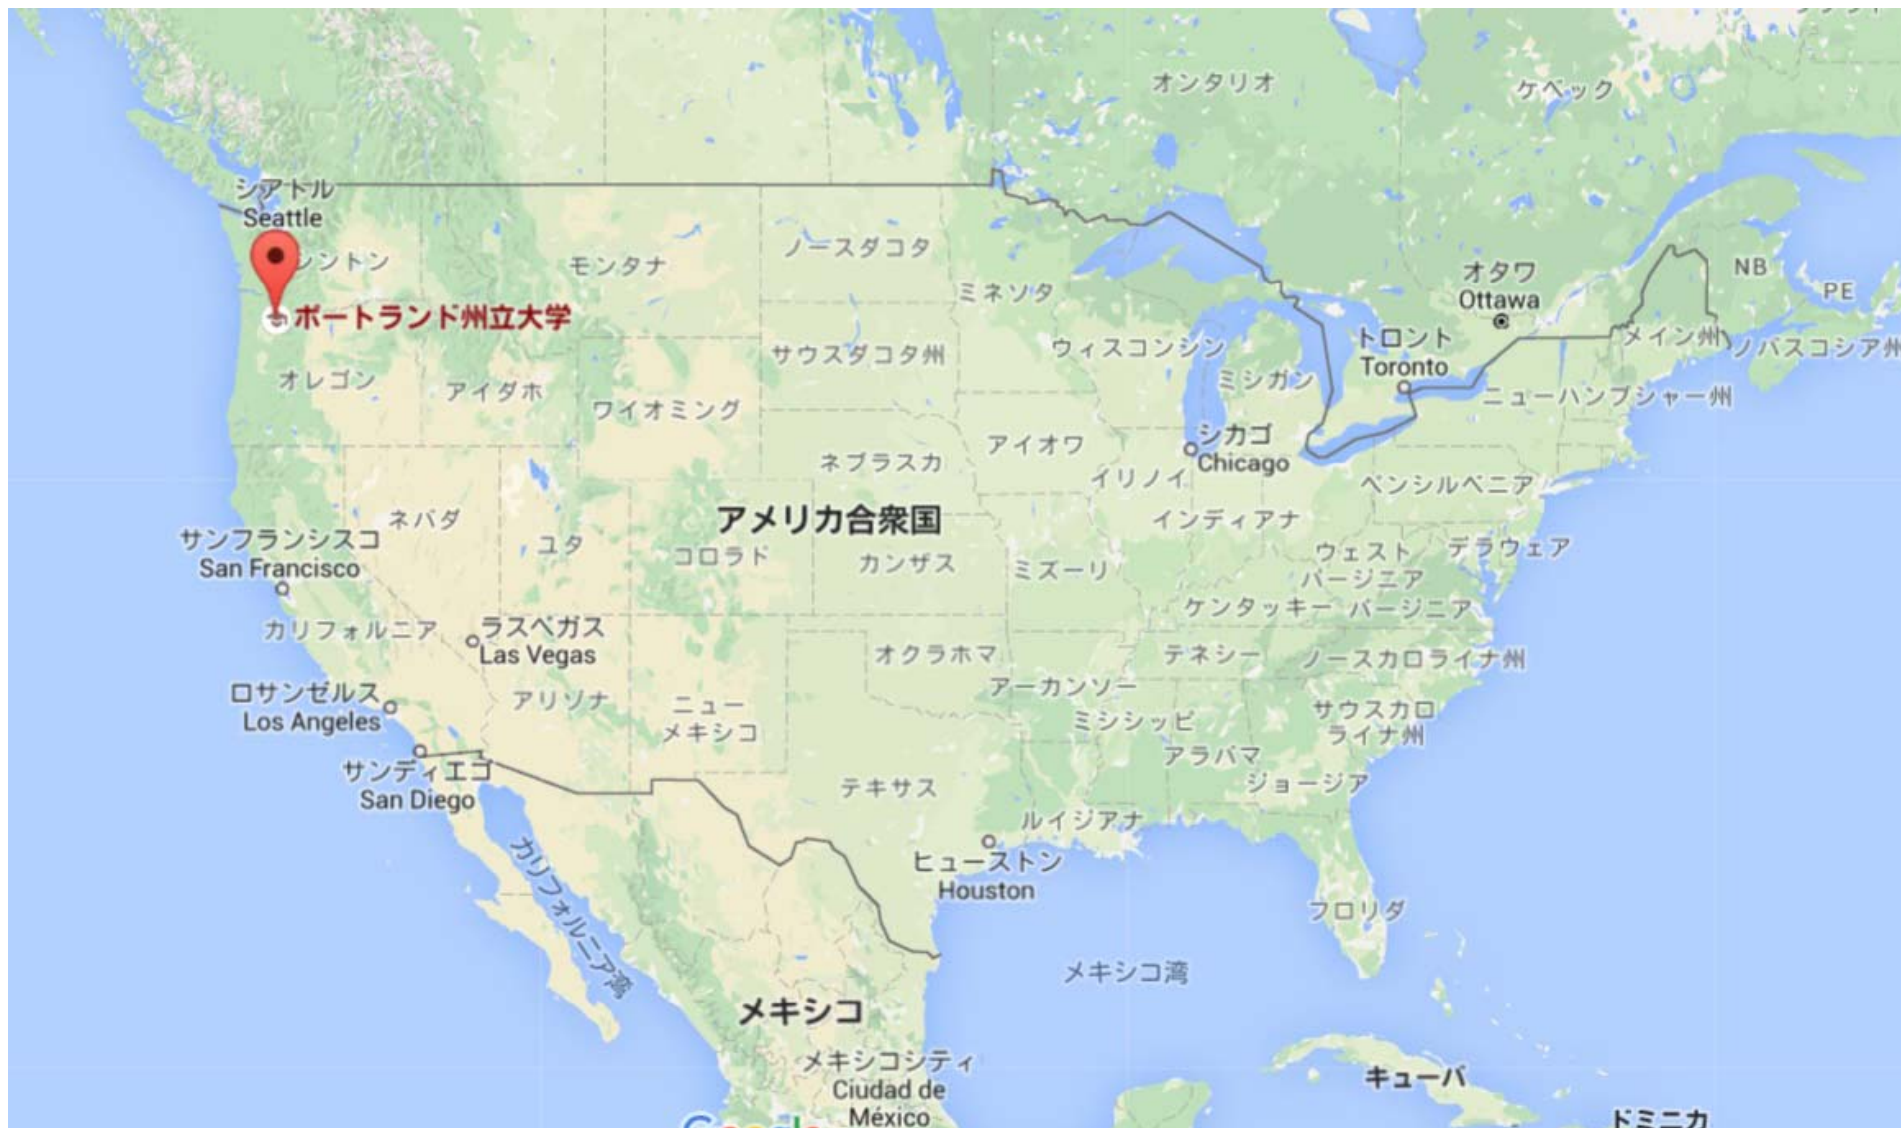 オンタリオ
ケベック
シアトル
Seattle
シントン
モンタナ
ノースダコタ
ミネソタ
オタワ
Ottawa
NB
PE
ポートランド州立大学
サウスダコタ州
ウィスコンシン
ミシガン
トロント
Toronto
メイン州
ノバスコシア州
オレゴン
アイダホ
ワイオミング
ニューハンプシャー州
アイオワ
シカゴ
Chicago
ネブラスカ
イリノイ
ペンシルベニア
アメリカ合衆国
ネバダ
ユタ
コロラド
カンザス
ミズーリ
インディアナ
ウェスト
バージニア
デラウェア
サンフランシスコ
San Francisco
ケンタッキー
バージニア
カリフォルニア
ラスベガス
Las Vegas
オクラホマ
テネシー
ノースカロライナ州
ロサンゼルス
Los Angeles
アリゾナ
ニュー
メキシコ
アーカンソー
ミシシッピ
サウスカロ
ライナ州
アラバマ
ジョージア
サンディエゴ
San Diego
テキサス
ルイジアナ
ヒューストン
Houston
カリフォルニア湾
フロリダ
メキシコ湾
メキシコ
メキシコシティ
Ciudad de
México
キューバ
ドミニカ
Google